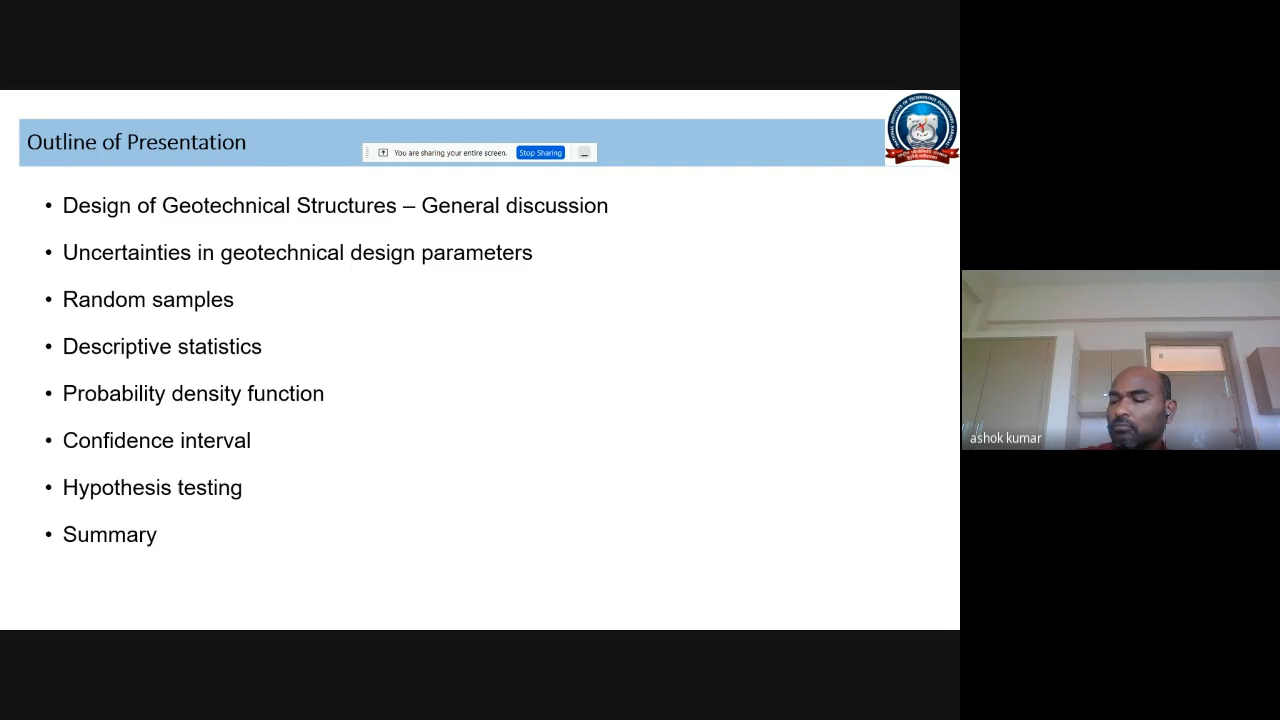 Outline of Presentation
You are sharing your entire screen. Stop Sharing
• Design of Geotechnical Structures – General discussion
• Uncertainties in geotechnical design parameters
• Random samples
• Descriptive statistics
• Probability density function
• Confidence interval
• Hypothesis testing
• Summary
ashok kumar